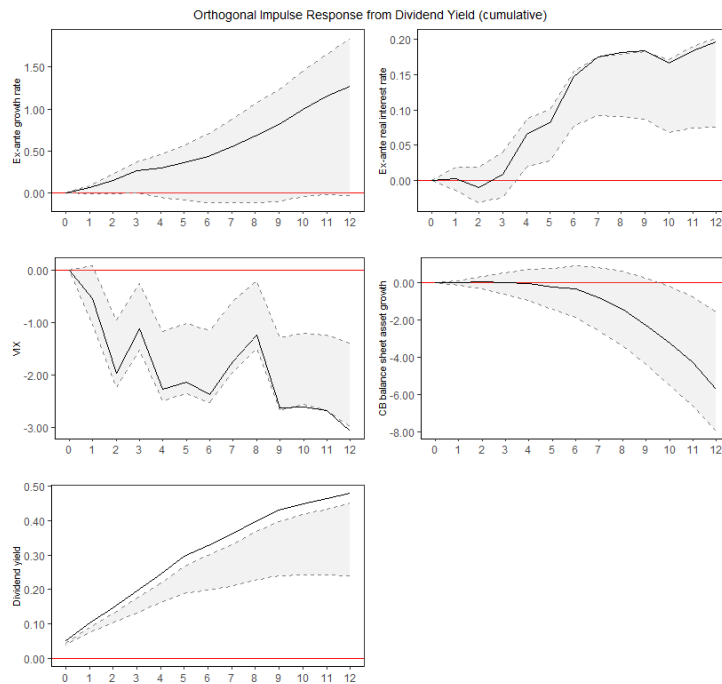 Orthogonal Impulse Response from Dividend Yield (cumulative)
Ex-ante growth rate
1.50
1.00
0.50
0.00
0 1 2 3 4 5 6 7 8 9 10 11 12
Ex-ante real interest rate
0.20
0.15
0.10
0.05
0.00
0 1 2 3 4 5 6 7 8 9 10 11 12
VIX
0.00
-1.00
-2.00
-3.00
0 1 2 3 4 5 6 7 8 9 10 11 12
CB balance sheet asset growth
0.00
-2.00
-4.00
-6.00
-8.00
0 1 2 3 4 5 6 7 8 9 10 11 12
Dividend yield
0.50
0.40
0.30
0.20
0.10
0.00
0 1 2 3 4 5 6 7 8 9 10 11 12